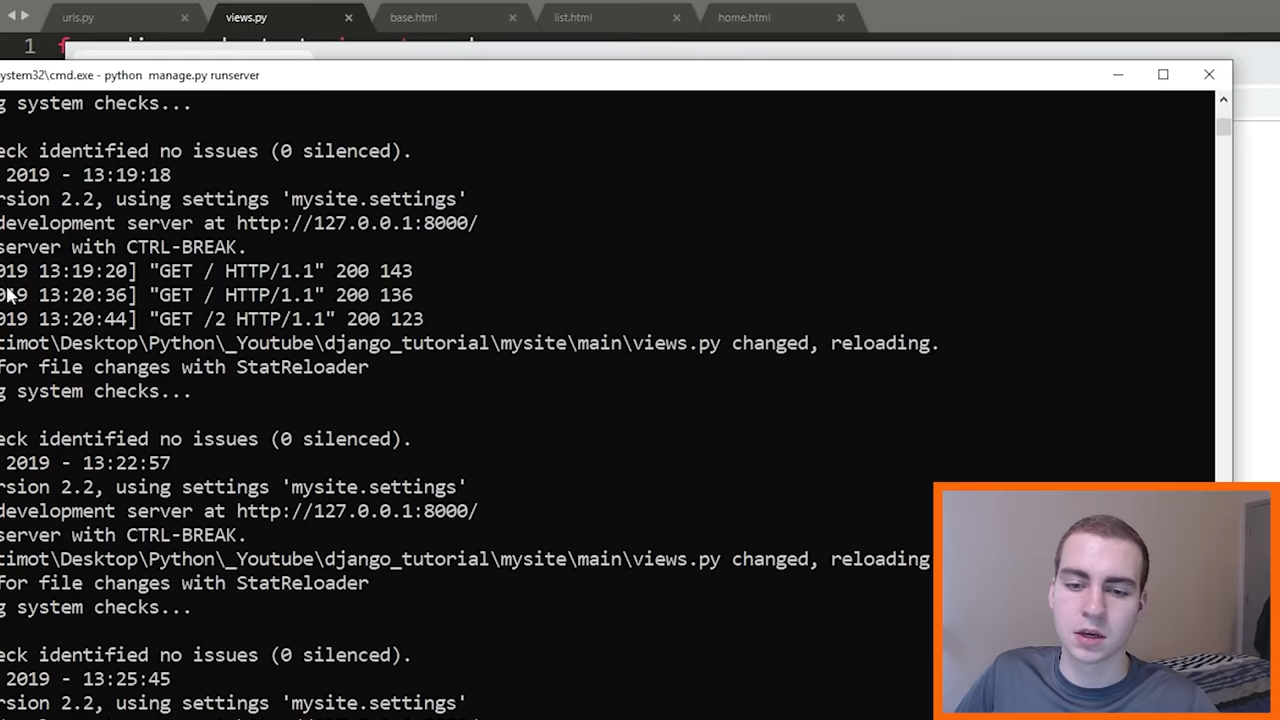 urls.py
views.py
base.html
list.html
home.html
1
ystem32\cmd.exe - python manage.py runserver
g system checks...
eck identified no issues (0 silenced).
2019 - 13:19:18
rsion 2.2, using settings 'mysite.settings'
development server at http://127.0.0.1:8000/
server with CTRL-BREAK.
019 13:19:20] "GET / HTTP/1.1" 200 143
019 13:20:36] "GET / HTTP/1.1" 200 136
019 13:20:44] "GET /2 HTTP/1.1" 200 123
timot\Desktop\Python\_Youtube\django_tutorial\mysite\main\views.py changed, reloading.
for file changes with StatReloader
g system checks...
eck identified no issues (0 silenced).
2019 - 13:22:57
rsion 2.2, using settings 'mysite.settings'
development server at http://127.0.0.1:8000/
server with CTRL-BREAK.
timot\Desktop\Python\_Youtube\django_tutorial\mysite\main\views.py changed, reloading
for file changes with StatReloader
g system checks...
eck identified no issues (0 silenced).
2019 - 13:25:45
rsion 2.2, using settings 'mysite.settings'